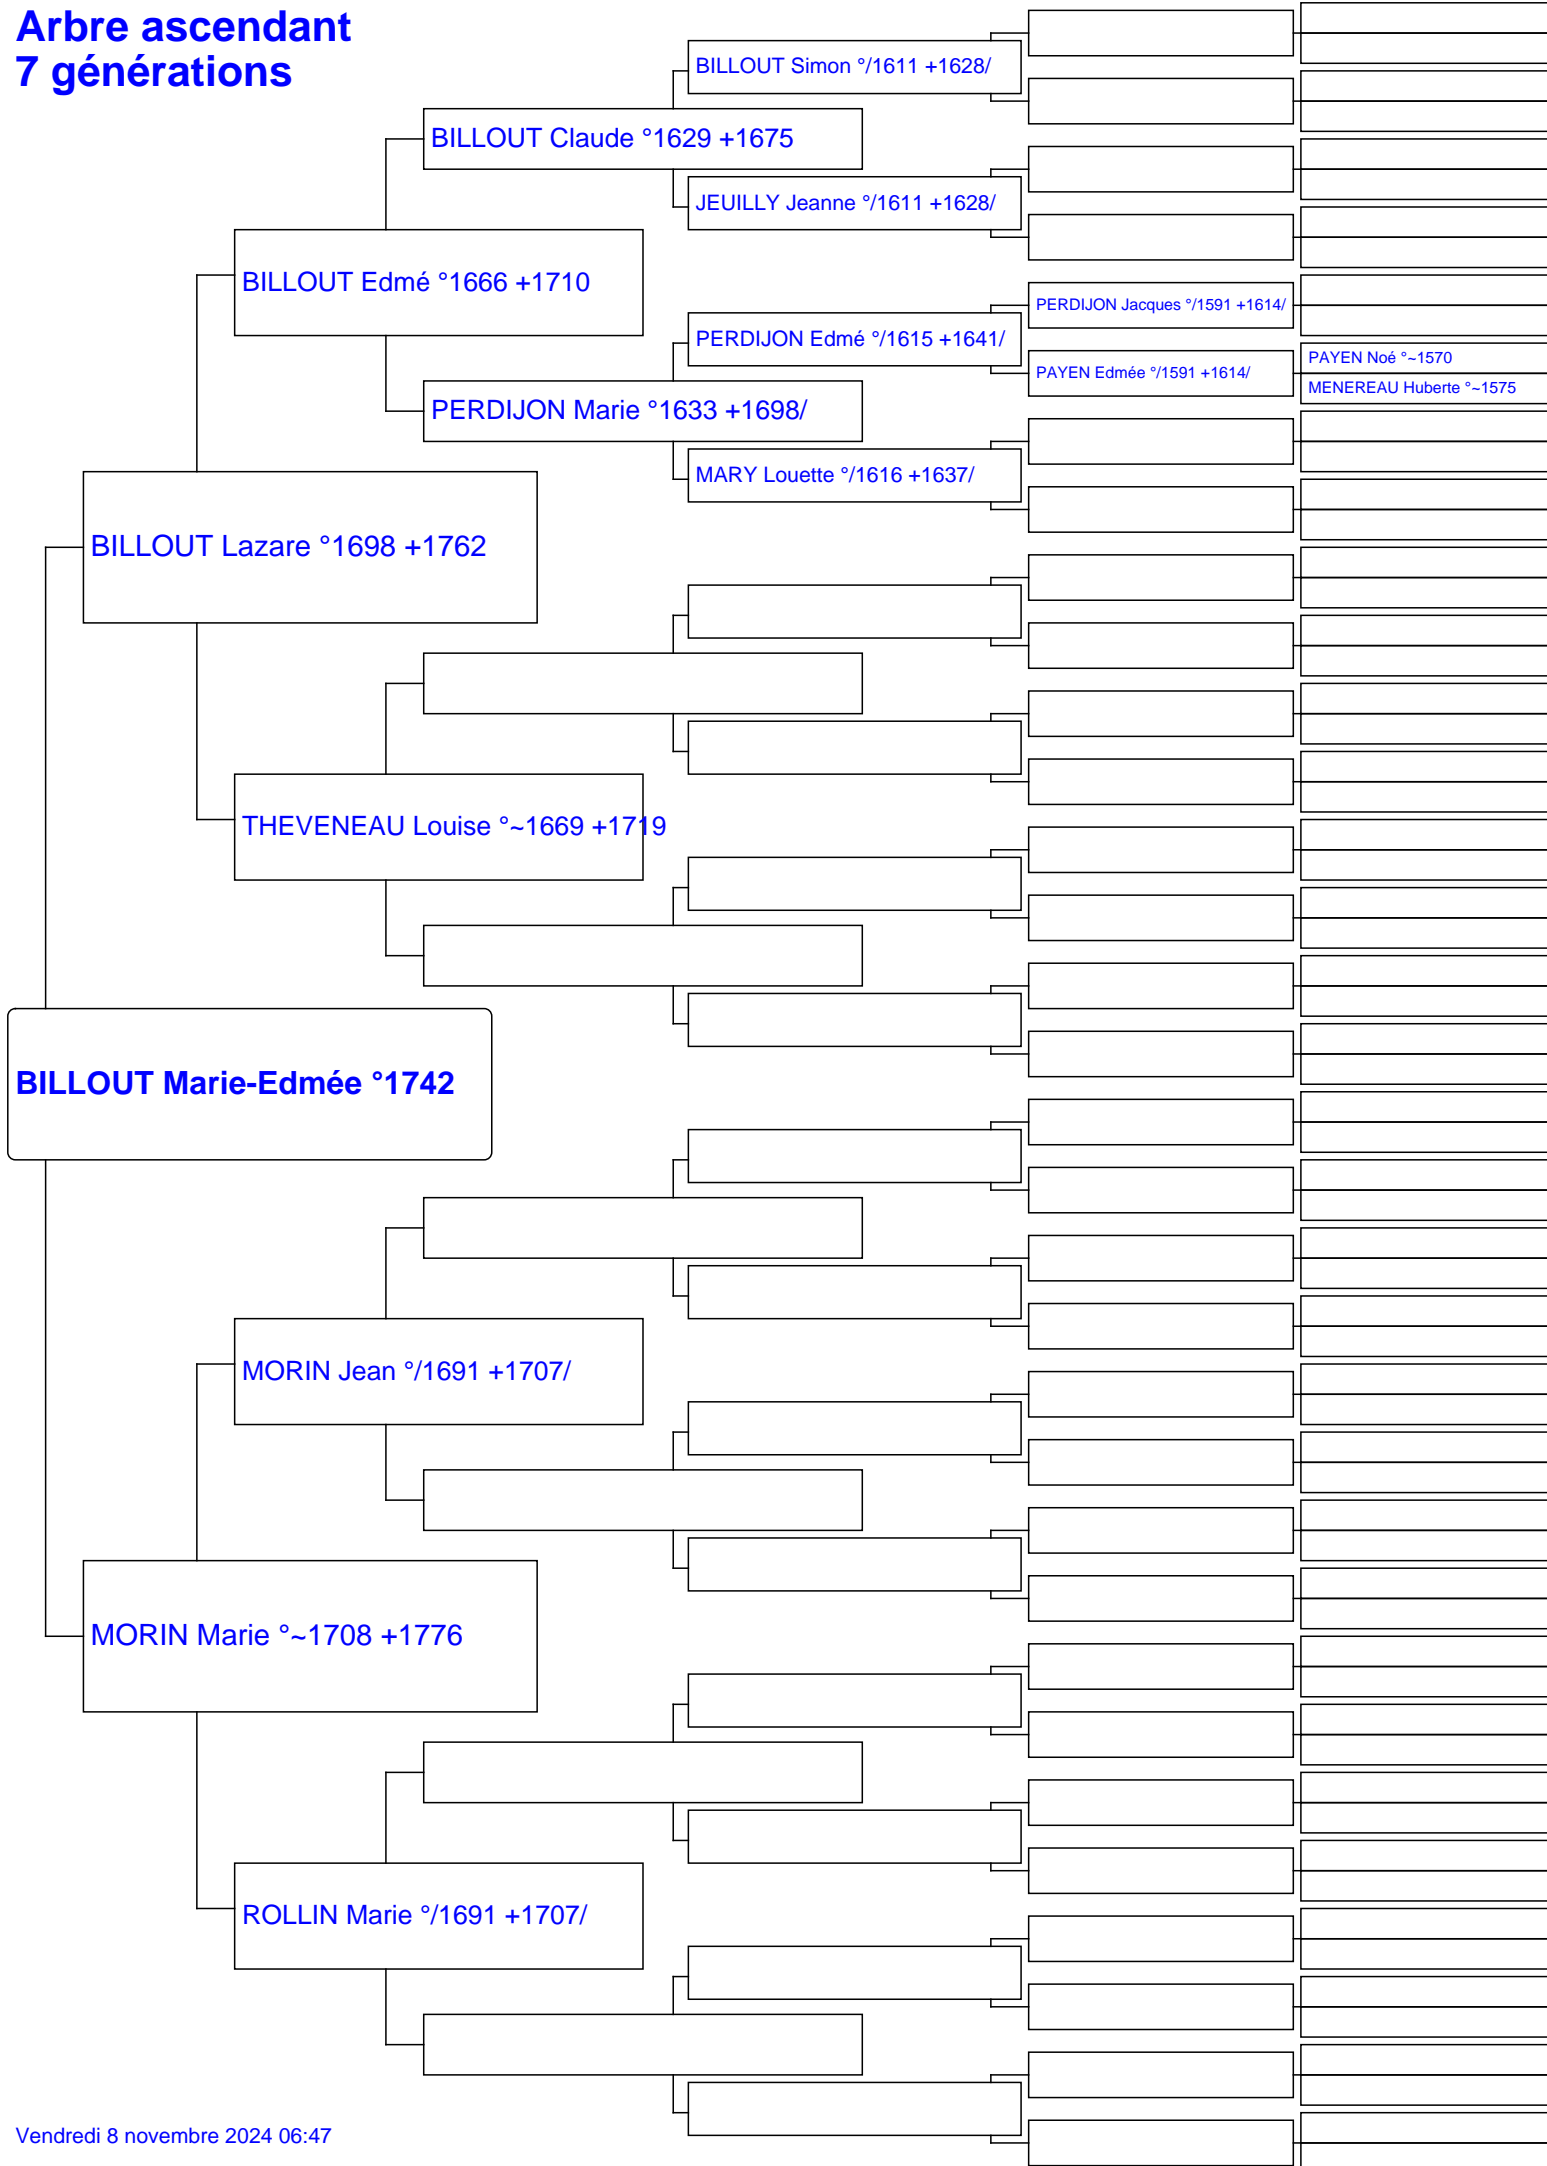 Arbre ascendant
7 générations
BILLOUT Simon °/1611 +1628/
BILLOUT Claude °1629 +1675
JEUILLY Jeanne °/1611 +1628/
BILLOUT Edmé °1666 +1710
PERDIJON Jacques °/1591 +1614/
PERDIJON Edmé °/1615 +1641/
PAYEN Noé °~1570
PAYEN Edmée °/1591 +1614/
MENEREAU Huberte °~1575
PERDIJON Marie °1633 +1698/
MARY Louette °/1616 +1637/
BILLOUT Lazare °1698 +1762
THEVENEAU Louise °~1669 +1719
BILLOUT Marie-Edmée °1742
MORIN Jean °/1691 +1707/
MORIN Marie °~1708 +1776
ROLLIN Marie °/1691 +1707/
Vendredi 8 novembre 2024 06:47